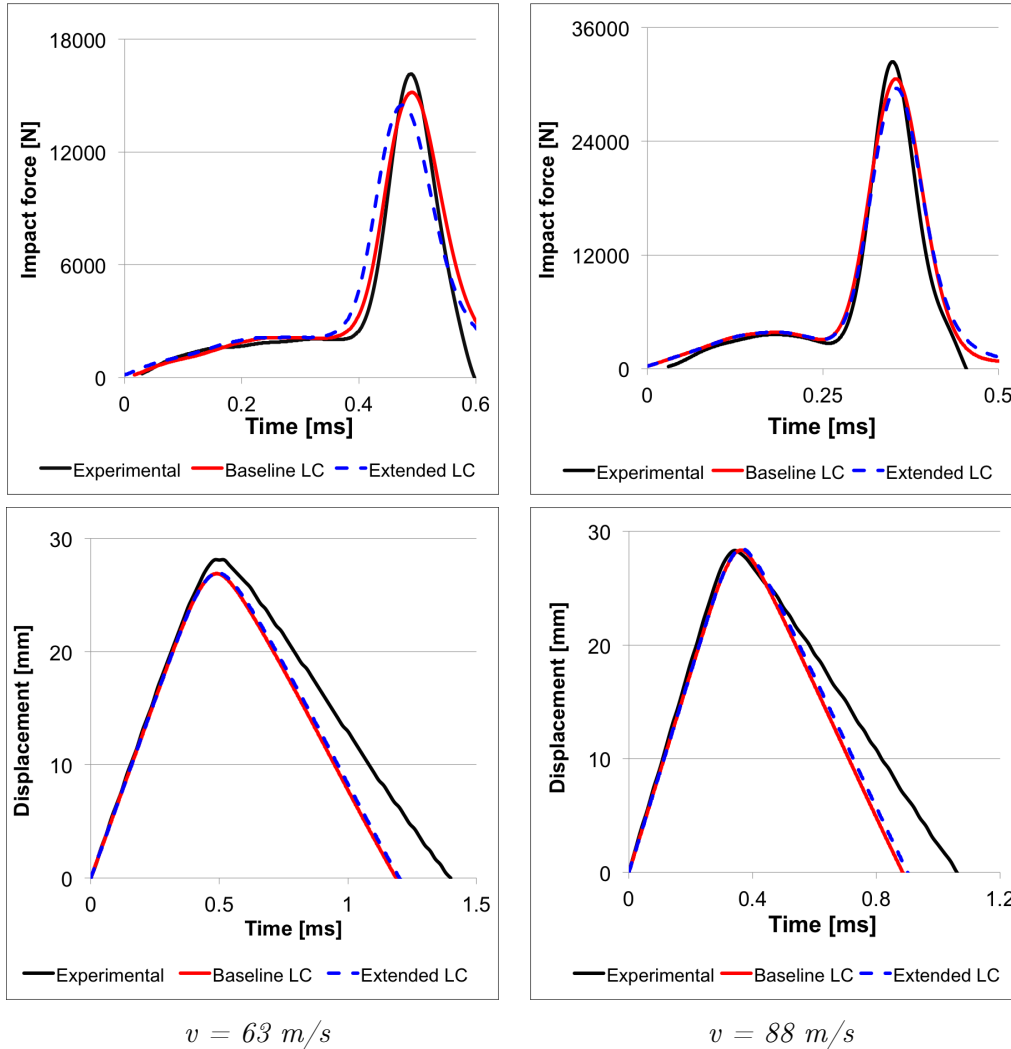 18000
12000
6000
0
Impact force [N]
0 0.2 0.4 0.6
Time [ms]
Experimental Baseline LC Extended LC
36000
24000
12000
0
Impact force [N]
0 0.25 0.5
Time [ms]
Experimental Baseline LC Extended LC
30
20
10
0
Displacement [mm]
0 0.5 1 1.5
Time [ms]
Experimental Baseline LC Extended LC
30
20
10
0
Displacement [mm]
0 0.4 0.8 1.2
Time [ms]
Experimental Baseline LC Extended LC
v = 63 m/s
v = 88 m/s